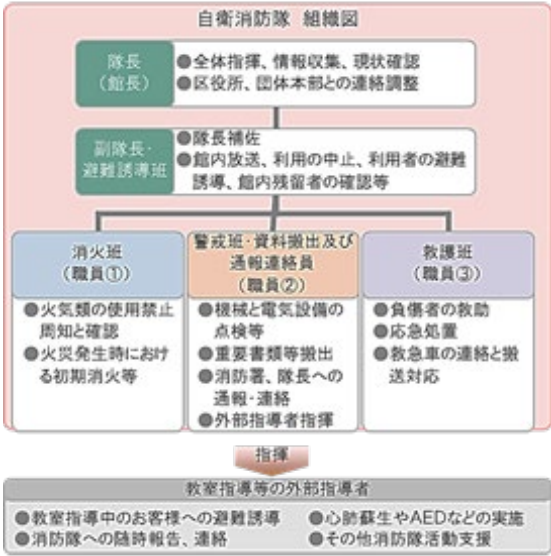 自衛消防隊 組織図
隊長
(館長)
●全体指揮、情報収集、現状確認
●区役所、団体本部との連絡調整
副隊長・
避難誘導班
●隊長補佐
●館内放送、利用の中止、利用者の避難
誘導、館内残留者の確認等
消火班
(職員①)
●火気類の使用禁止
周知と確認
●火災発生時におけ
る初期消火等
警戒班・資料搬出及び
通報連絡員
(職員②)
●機械と電気設備の
点検等
●重要書類等搬出
●消防署、隊長への
通報・連絡
●外部指導者指揮
救護班
(職員③)
●負傷者の救助
●応急処置
●救急車の連絡と搬
送対応
指揮
教室指導等の外部指導者
●教室指導中のお客様への避難誘導
●消防隊への随時報告、連絡
●心肺蘇生やAEDなどの実施
●その他消防隊活動支援